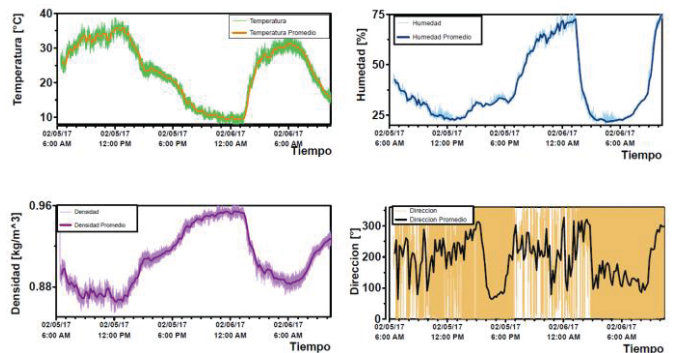 Temperatura [°C]
40
30
20
10
Temperatura
Temperatura Promedio
02/05/17 02/05/17 02/05/17 02/06/17 02/06/17
6:00 AM 12:00 PM 6:00 PM 12:00 AM 6:00 AM
Tiempo
Humedad [%]
75
50
25
Humedad
Humedad Promedio
02/05/17 02/05/17 02/05/17 02/06/17 02/06/17
6:00 AM 12:00 PM 6:00 PM 12:00 AM 6:00 AM
Tiempo
Densidad [kg/m^3]
0.96
0.88
Densidad
Densidad Promedio
02/05/17 02/05/17 02/05/17 02/06/17 02/06/17
6:00 AM 12:00 PM 6:00 PM 12:00 AM 6:00 AM
Tiempo
Direccion [°]
300
200
100
0
Direccion
Direccion Promedio
02/05/17 02/05/17 02/05/17 02/06/17 02/06/17
6:00 AM 12:00 PM 6:00 PM 12:00 AM 6:00 AM
Tiempo